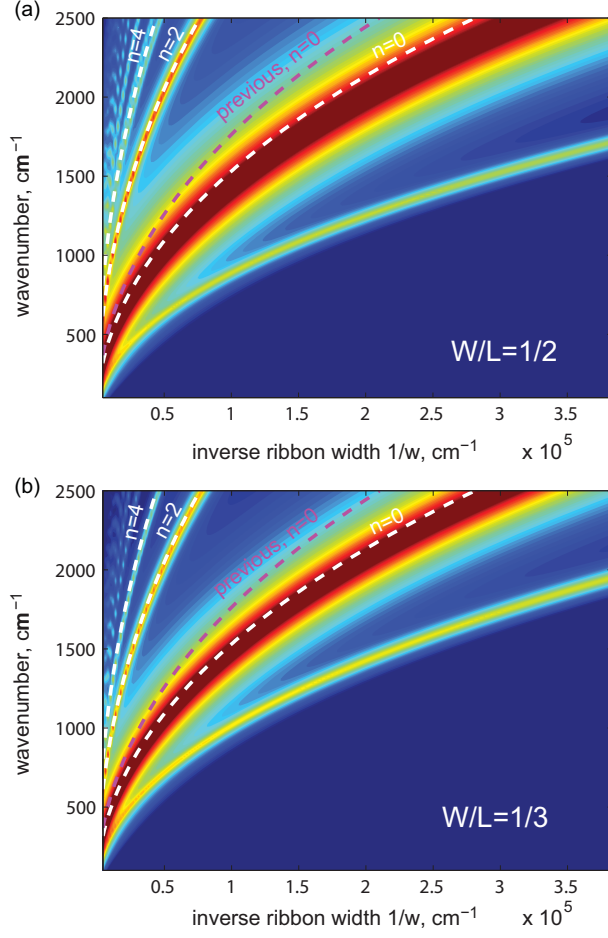 (a)
2500
2000
1500
1000
500
wavenumber, cm⁻¹
n=4
n=2
previous, n=0
n=0
W/L=1/2
0.5 1 1.5 2 2.5 3 3.5
inverse ribbon width 1/w, cm⁻¹ x 10⁵
(b)
2500
2000
1500
1000
500
wavenumber, cm⁻¹
n=4
n=2
previous, n=0
n=0
W/L=1/3
0.5 1 1.5 2 2.5 3 3.5
inverse ribbon width 1/w, cm⁻¹ x 10⁵